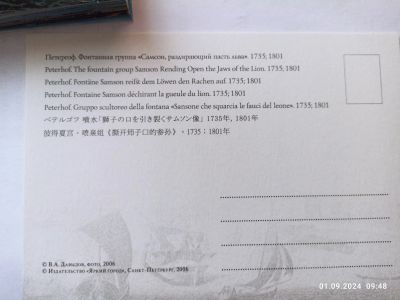 Петергоф. Фонтанная группа «Самсон, раздирающий пасть льва». 1735; 1801
Peterhof. The fountain group Samson Rending Open the Jaws of the Lion. 1735; 1801
Peterhof. Fontäne Samson reißt dem Löwen den Rachen auf. 1735; 1801
Peterhof. Fontaine Samson déchirant la gueule du lion. 1735; 1801
Peterhof. Gruppo scultoreo della fontana «Sansone che squarcia le fauci del leone». 1735; 1801
ペテルゴフ 噴水「獅子の口を引き裂くサムソン像」1735年, 1801年
彼得夏宫·喷泉组《撕开狮子口的参孙》, 1735；1801年
© В.А. Давыдов, фото, 2006
© Издательство «Яркий город», Санкт-Петербург, 2006
01.09.2024 09:48